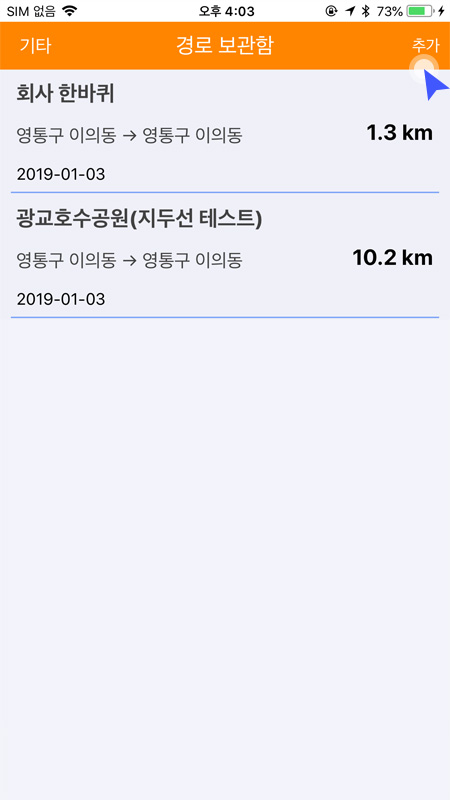 SIM 없음 오후 4:03 73%
기타 경로 보관함 추가
회사 한바퀴
영통구 이의동 → 영통구 이의동 1.3 km
2019-01-03
광교호수공원(지두선 테스트)
영통구 이의동 → 영통구 이의동 10.2 km
2019-01-03